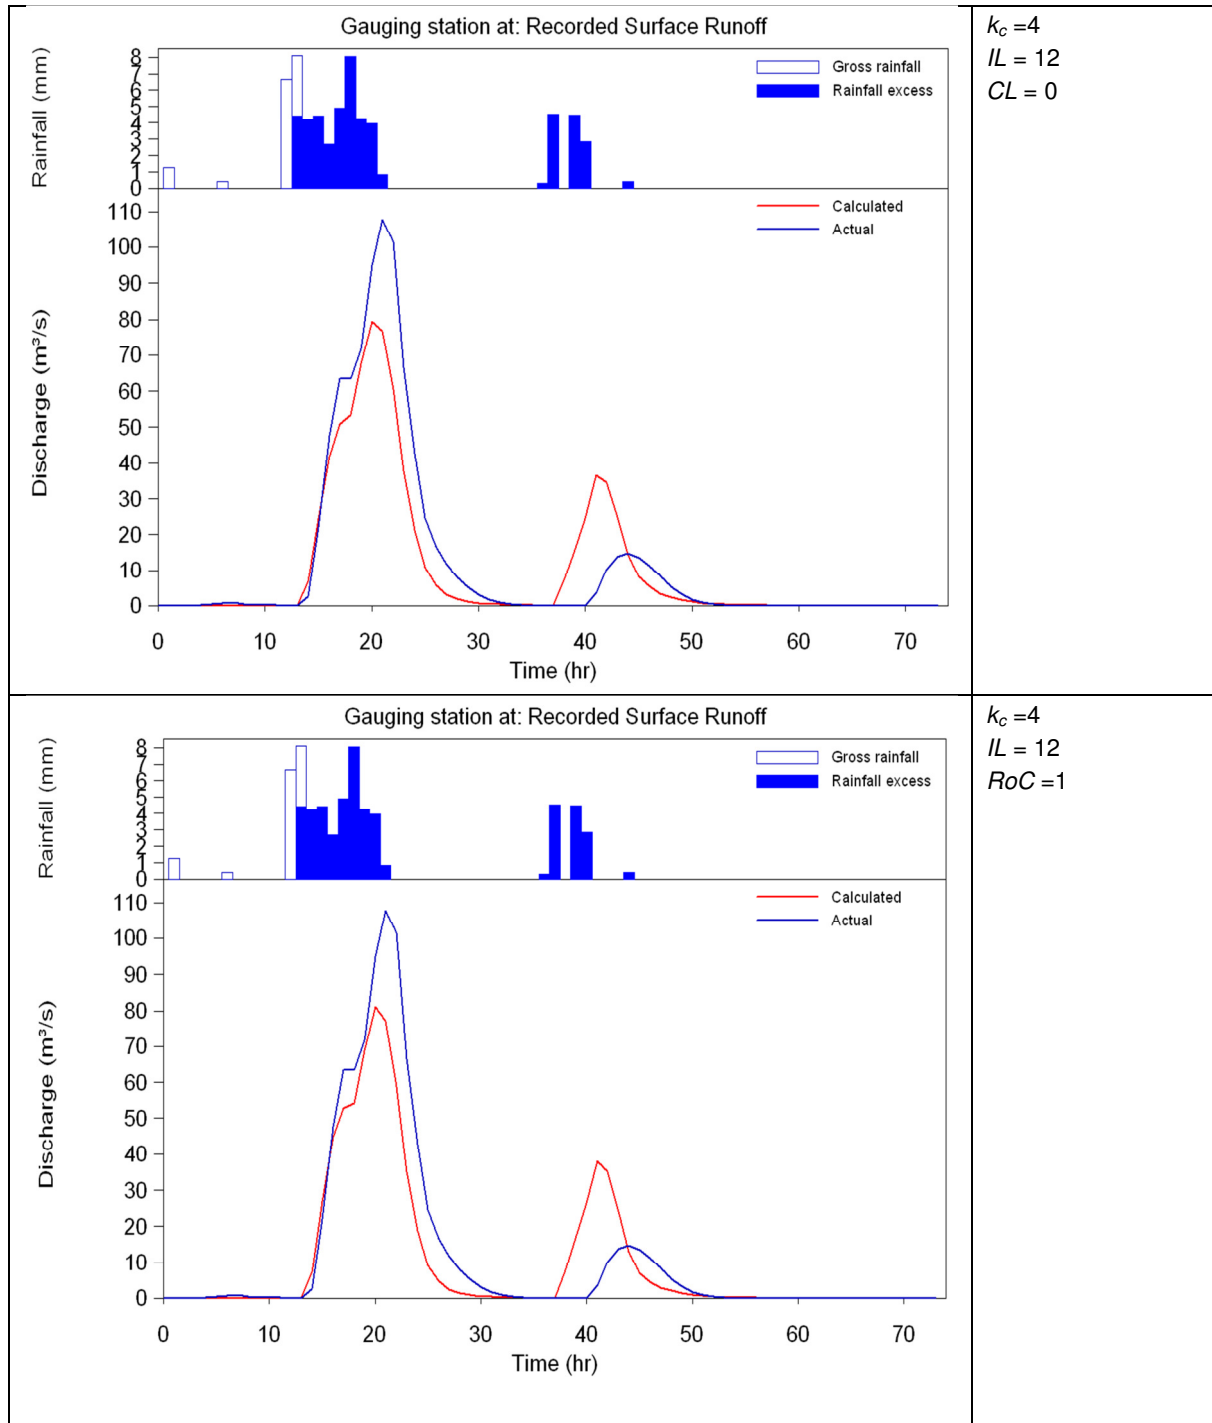 Gauging station at: Recorded Surface Runoff
Rainfall (mm)
8
7
6
5
4
3
2
1
0
Gross rainfall
Rainfall excess
Discharge (m³/s)
110
100
90
80
70
60
50
40
30
20
10
0
Calculated
Actual
0 10 20 30 40 50 60 70
Time (hr)
kc =4
IL = 12
CL = 0
Gauging station at: Recorded Surface Runoff
Rainfall (mm)
8
7
6
5
4
3
2
1
0
Gross rainfall
Rainfall excess
Discharge (m³/s)
110
100
90
80
70
60
50
40
30
20
10
0
Calculated
Actual
0 10 20 30 40 50 60 70
Time (hr)
kc =4
IL = 12
RoC =1